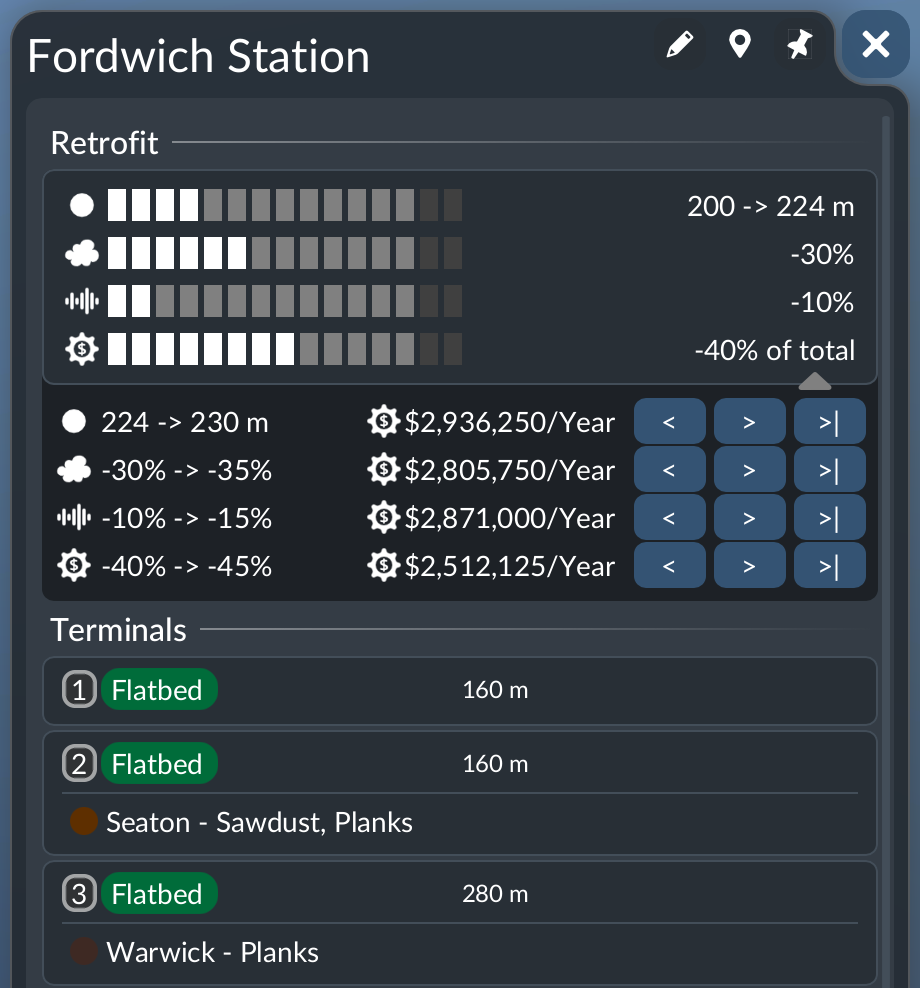 Fordwich Station
Retrofit
200 -> 224 m
-30%
-10%
-40% of total
224 -> 230 m $2,936,250/Year < > >|
-30% -> -35% $2,805,750/Year < > >|
-10% -> -15% $2,871,000/Year < > >|
-40% -> -45% $2,512,125/Year < > >|
Terminals
1 Flatbed 160 m
2 Flatbed 160 m
Seaton - Sawdust, Planks
3 Flatbed 280 m
Warwick - Planks